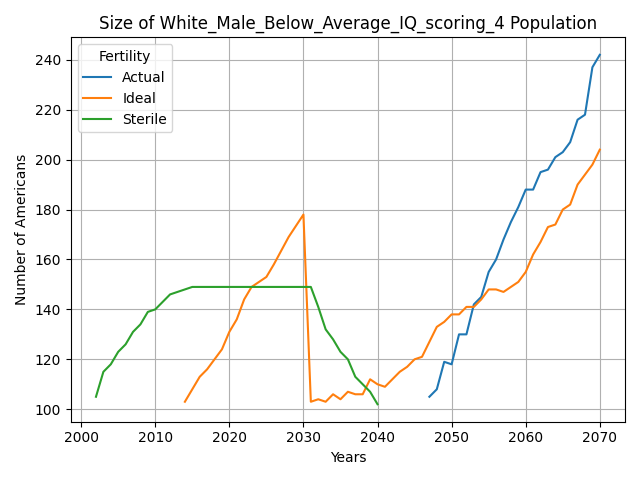 Size of White_Male_Below_Average_IQ_scoring_4 Population
Fertility
Actual
Ideal
Sterile
Number of Americans
240
220
200
180
160
140
120
100
2000 2010 2020 2030 2040 2050 2060 2070
Years